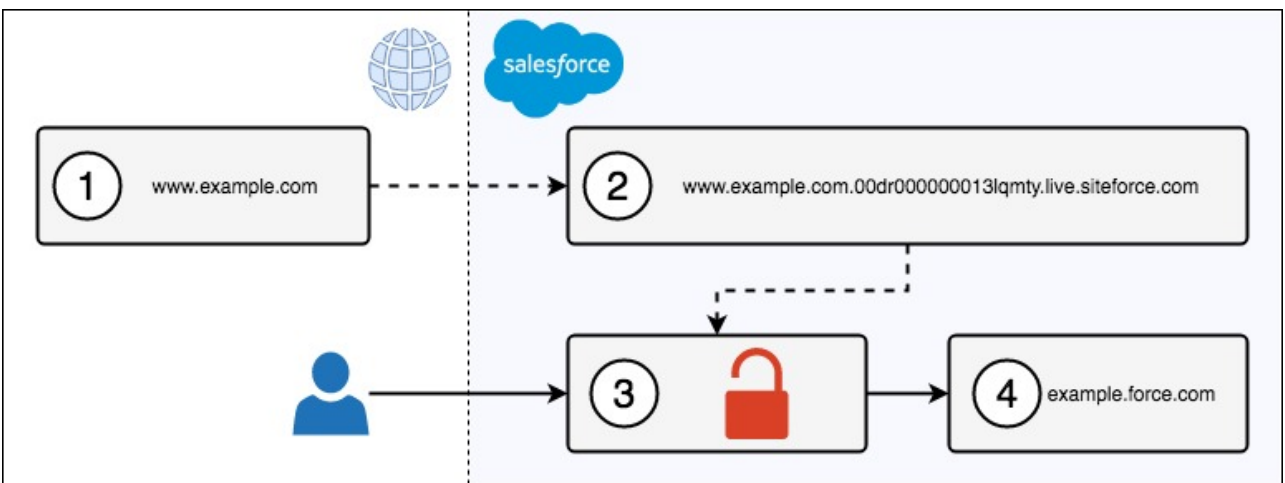 salesforce
1
www.example.com
2
www.example.com.00dr000000013lqmty.live.siteforce.com
3
4
example.force.com